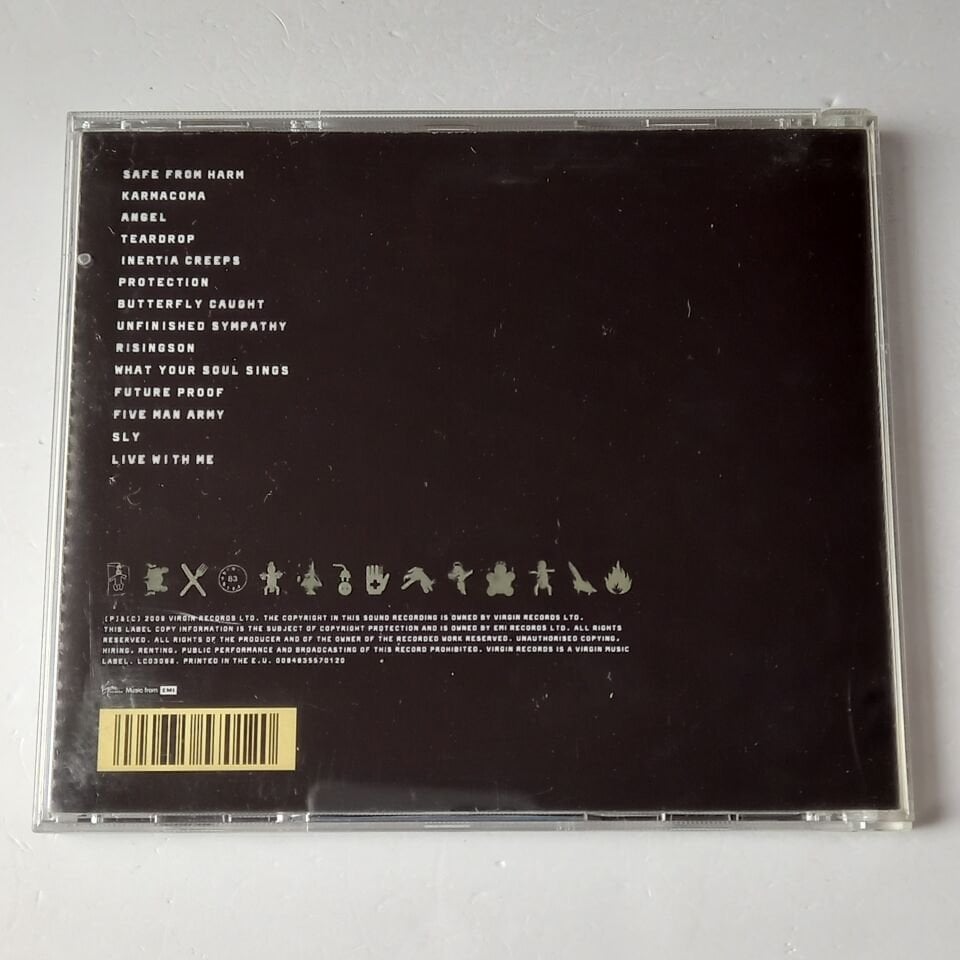 SAFE FROM HARM
KARMACOMA
ANGEL
TEARDROP
INERTIA CREEPS
PROTECTION
BUTTERFLY CAUGHT
UNFINISHED SYMPATHY
RISINGSON
WHAT YOUR SOUL SINGS
FUTURE PROOF
FIVE MAN ARMY
SLY
LIVE WITH ME
83
(P)&(C) 2009 VIRGIN RECORDS LTD. THE COPYRIGHT IN THIS SOUND RECORDING IS OWNED BY VIRGIN RECORDS LTD.
THIS LABEL COPY INFORMATION IS THE SUBJECT OF COPYRIGHT PROTECTION AND IS OWNED BY EMI RECORDS LTD. ALL RIGHTS
RESERVED. ALL RIGHTS OF THE PRODUCER AND OF THE OWNER OF THE RECORDED WORK RESERVED. UNAUTHORISED COPYING,
HIRING, RENTING, PUBLIC PERFORMANCE AND BROADCASTING OF THIS RECORD PROHIBITED. VIRGIN RECORDS IS A VIRGIN MUSIC
LABEL. LC03098. PRINTED IN THE E.U. 0094635570120
Music from EMI